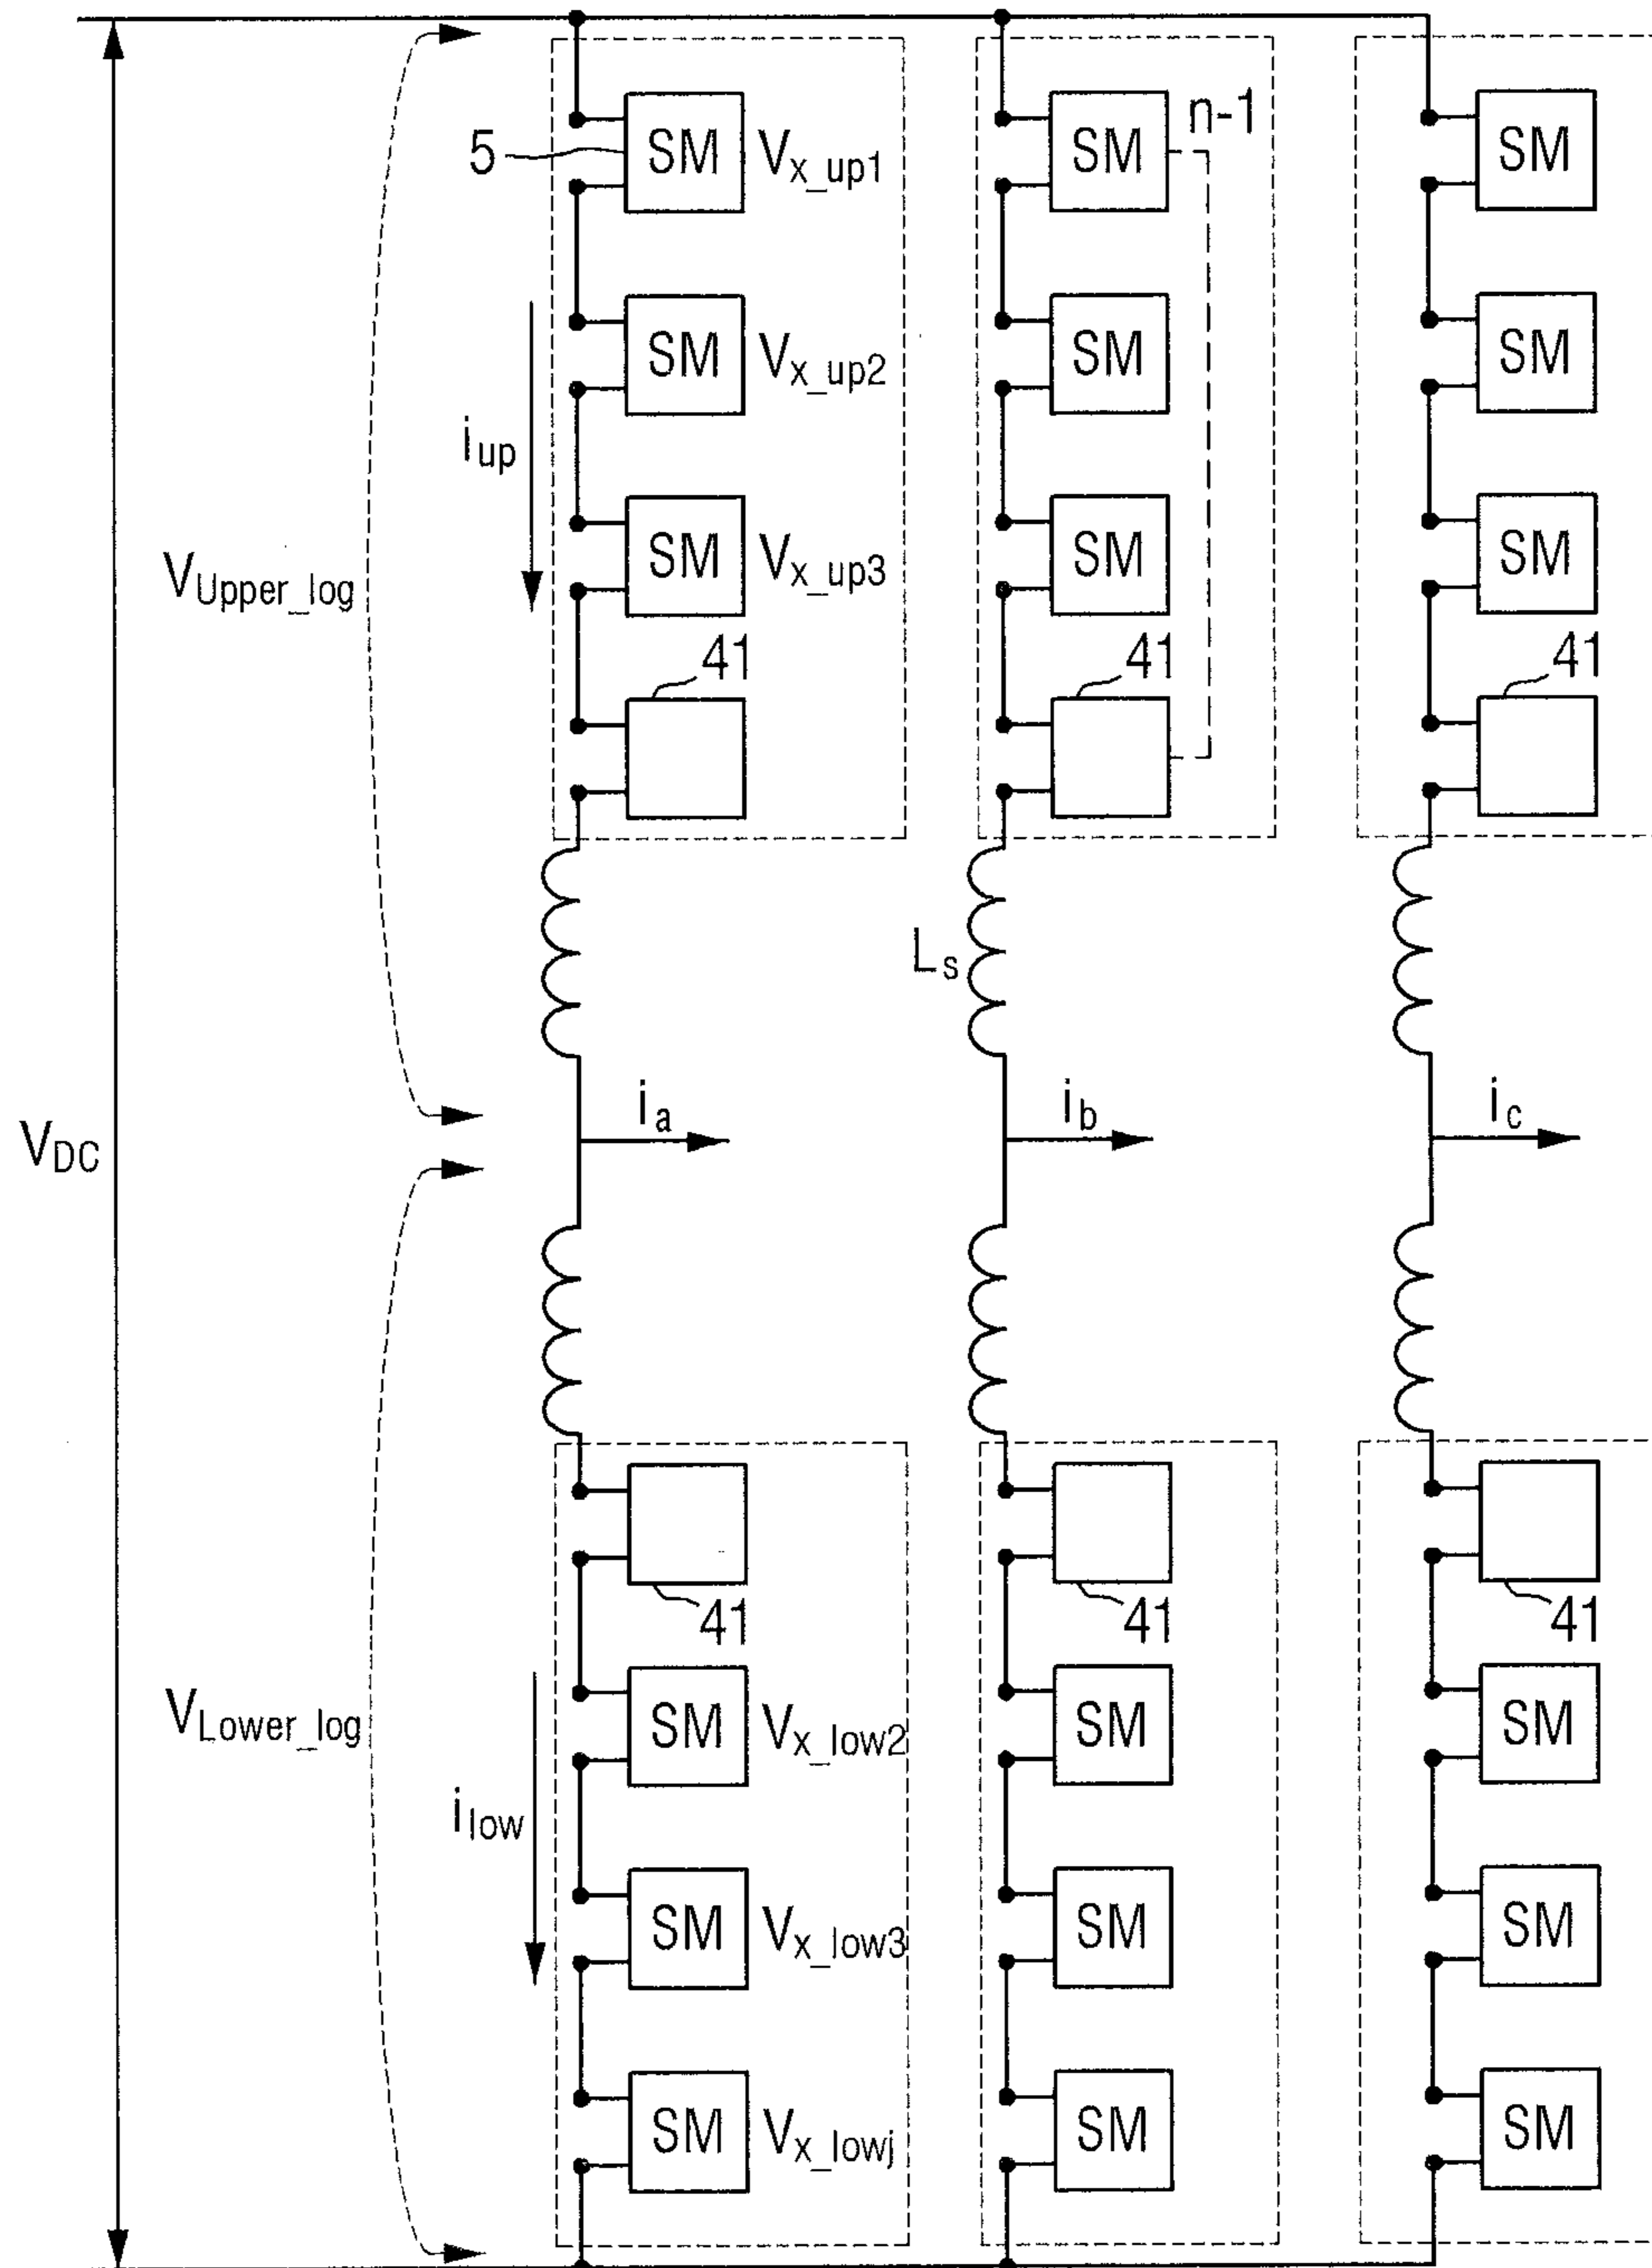 5 SM V_x_up1 SM n-1 SM
SM V_x_up2 SM SM
i_up
SM V_x_up3 SM SM
V_Upper_log
41 41 41
L_s
i_a i_b i_c
V_DC
41 41 41
SM V_x_low2 SM SM
V_Lower_log
i_low
SM V_x_low3 SM SM
SM V_x_lowj SM SM